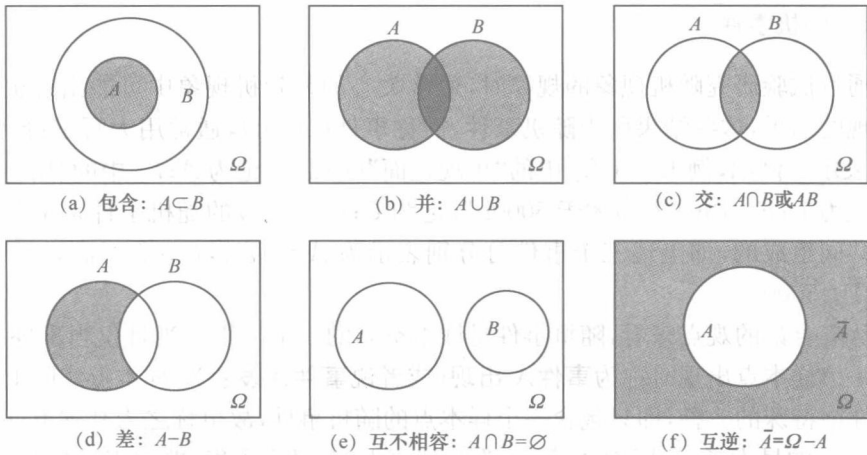 A B Ω
A B Ω
A B Ω
(a) 包含：A⊂B
(b) 并：A∪B
(c) 交：A∩B或AB
A B Ω
A B Ω
A Ā Ω
(d) 差：A−B
(e) 互不相容：A∩B=∅
(f) 互逆：Ā=Ω−A